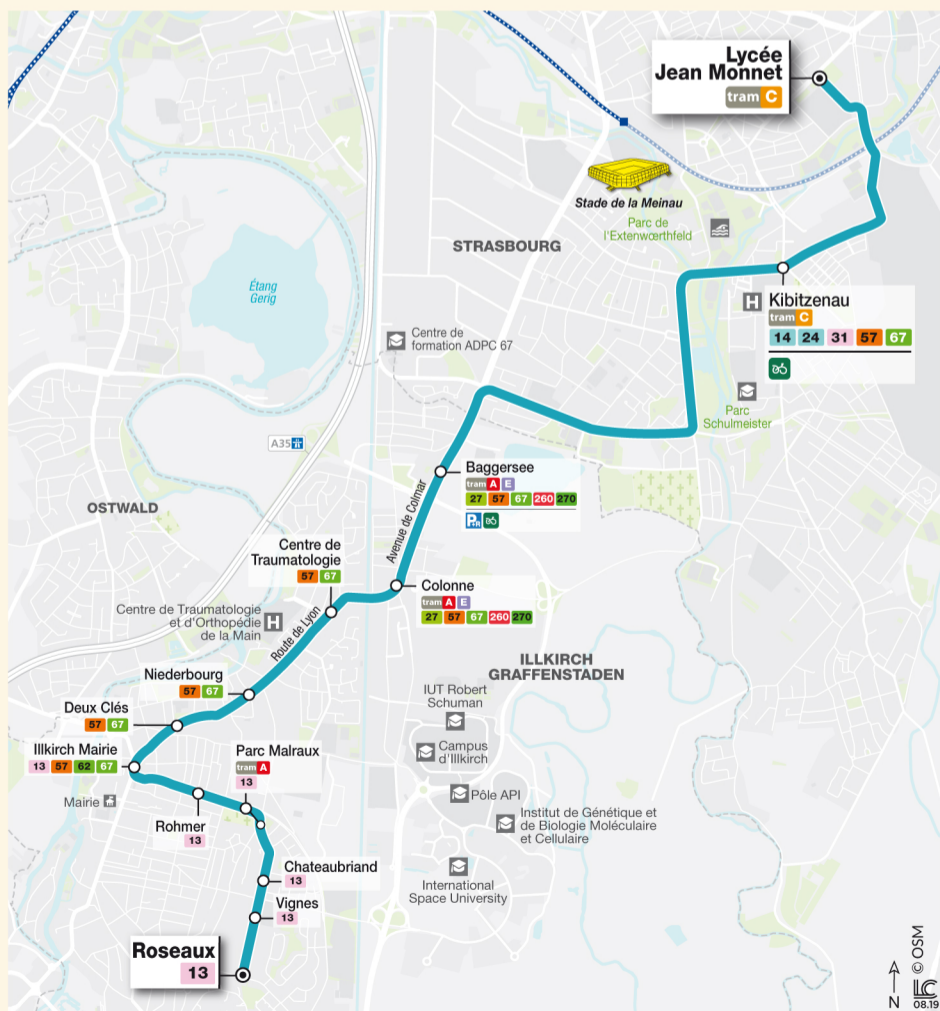 Lycée
Jean Monnet
tram C
Stade de la Meinau
Parc de
l'Extenwœrthfeld
STRASBOURG
Étang
Gerig
Kibitzenau
tram C
14 24 31 57 67
Centre de
formation ADPC 67
Parc
Schulmeister
A35
Baggersee
tram A E
27 57 67 260 270
P+R
Avenue de Colmar
OSTWALD
Centre de
Traumatologie
57 67
Colonne
tram A E
27 57 67 260 270
Centre de Traumatologie
et d'Orthopédie
de la Main
H
H
Route de Lyon
ILLKIRCH
GRAFFENSTADEN
Niederbourg
57 67
IUT Robert
Schuman
Deux Clés
57 67
Campus
d'Illkirch
Illkirch Mairie
13 57 62 67
Parc Malraux
tram A
13
Mairie
Pôle API
Rohmer
13
Institut de Génétique et
de Biologie Moléculaire
et Cellulaire
Chateaubriand
13
International
Space University
Vignes
13
Roseaux
13
N
© OSM
LC
08.19